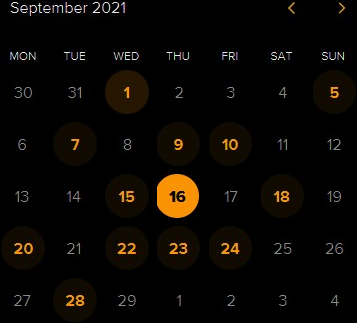 September 2021
MON TUE WED THU FRI SAT SUN
30 31 1 2 3 4 5
6 7 8 9 10 11 12
13 14 15 16 17 18 19
20 21 22 23 24 25 26
27 28 29 1 2 3 4